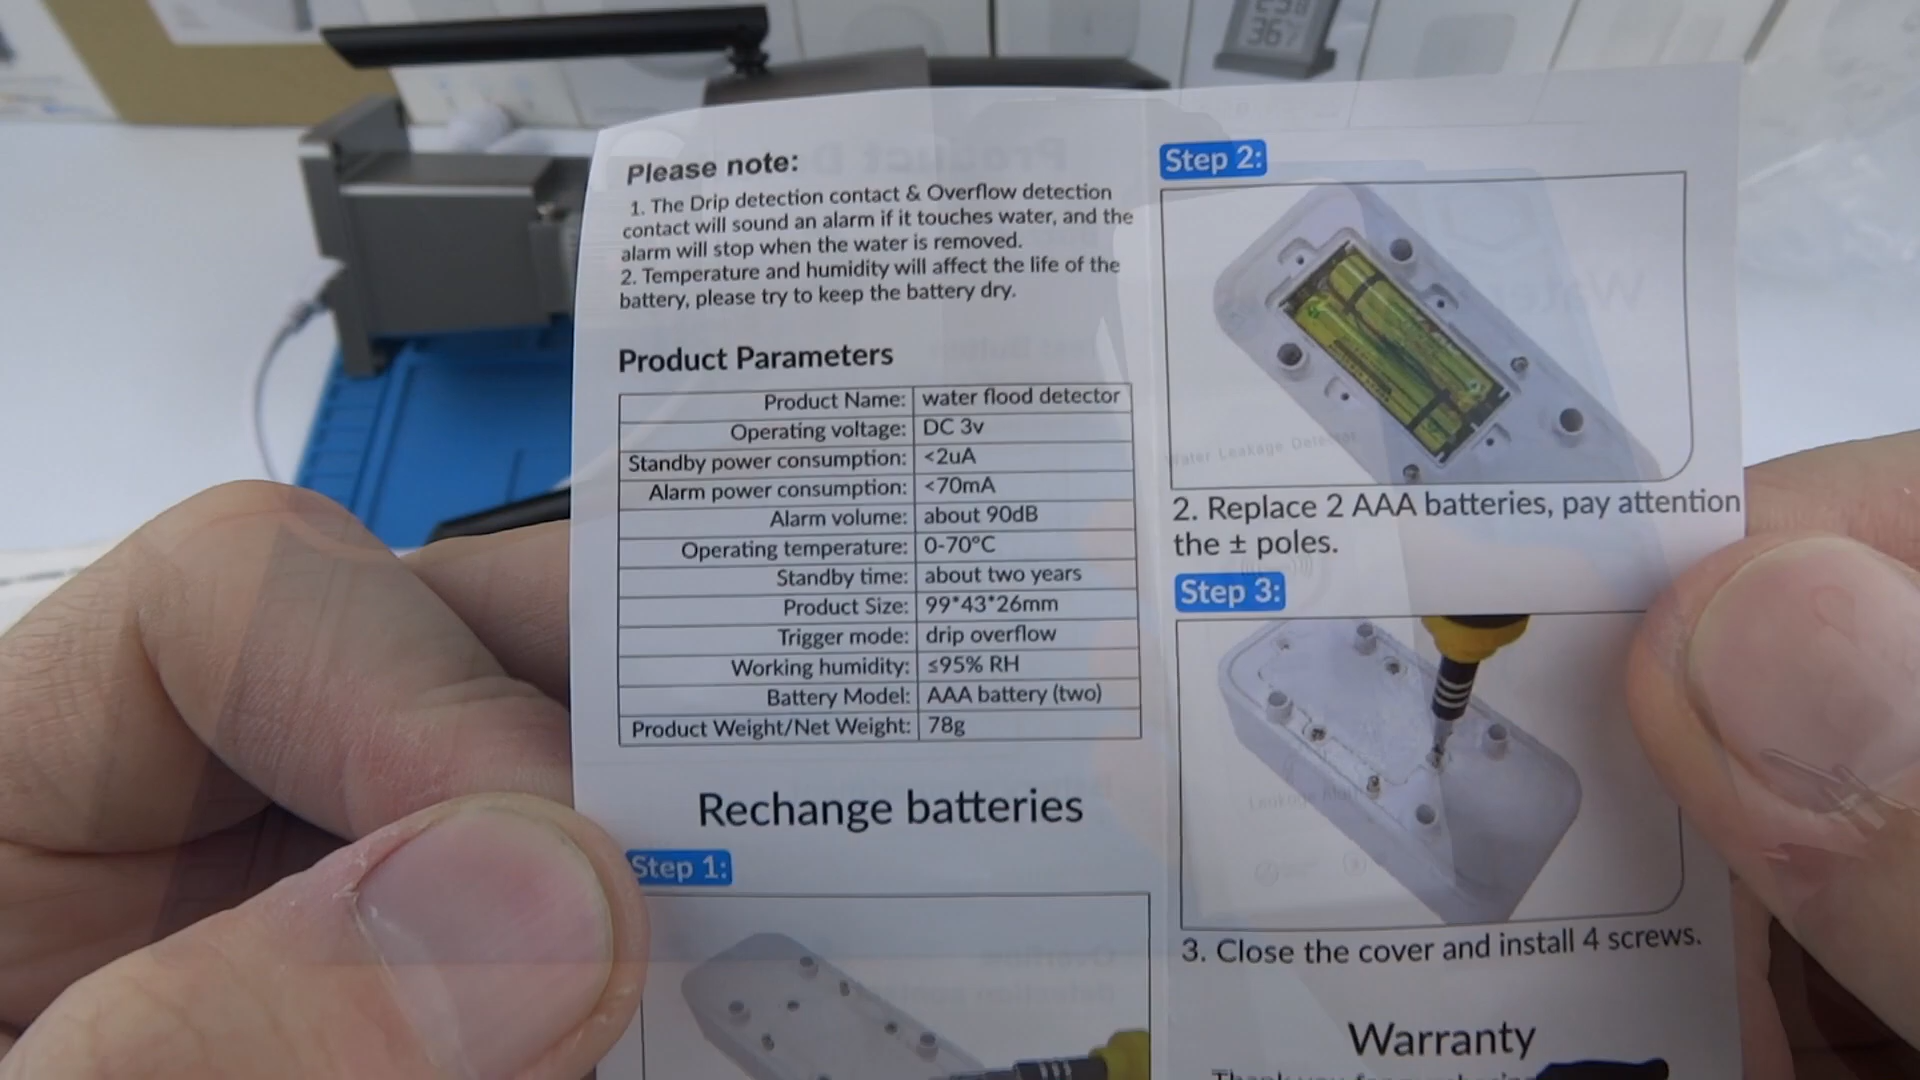 Please note:
1. The Drip detection contact & Overflow detection
contact will sound an alarm if it touches water, and the
alarm will stop when the water is removed.
2. Temperature and humidity will affect the life of the
battery, please try to keep the battery dry.
Product Parameters
Product Name: water flood detector
Operating voltage: DC 3v
Standby power consumption: <2uA
Alarm power consumption: <70mA
Alarm volume: about 90dB
Operating temperature: 0-70°C
Standby time: about two years
Product Size: 99*43*26mm
Trigger mode: drip overflow
Working humidity: ≤95% RH
Battery Model: AAA battery (two)
Product Weight/Net Weight: 78g
Rechange batteries
Step 1:
Step 2:
Water Leakage Detector
2. Replace 2 AAA batteries, pay attention
the ± poles.
Step 3:
3. Close the cover and install 4 screws.
Warranty